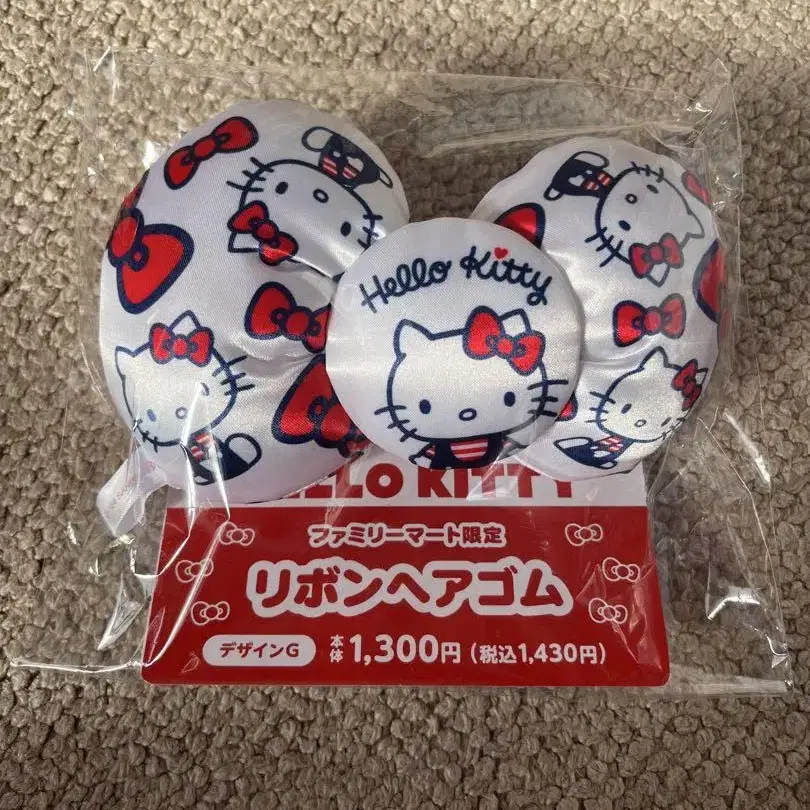 Hello Kitty
HELLO KITTY
ファミリーマート限定
リボンヘアゴム
デザインG
本体1,300円(税込1,430円)